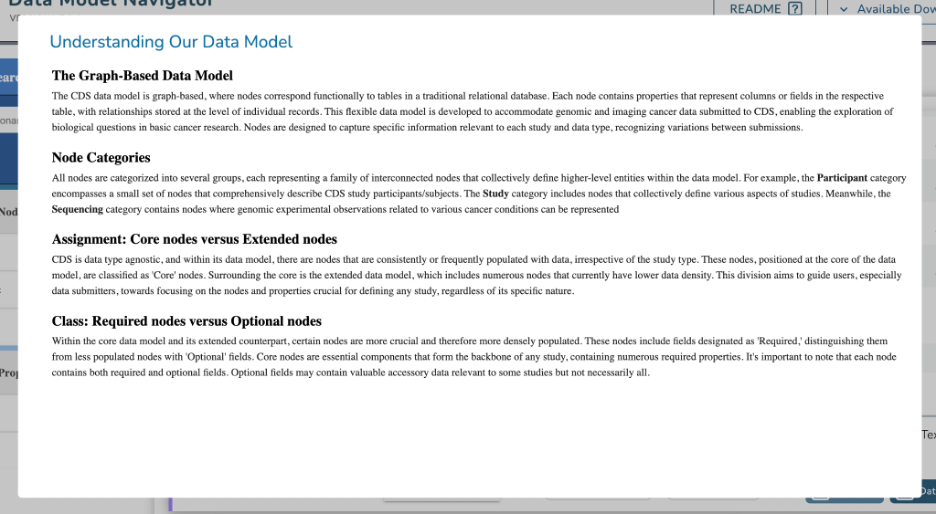 Data Model Navigator
README ?
Available Dow
Understanding Our Data Model
The Graph-Based Data Model
The CDS data model is graph-based, where nodes correspond functionally to tables in a traditional relational database. Each node contains properties that represent columns or fields in the respective
table, with relationships stored at the level of individual records. This flexible data model is developed to accommodate genomic and imaging cancer data submitted to CDS, enabling the exploration of
biological questions in basic cancer research. Nodes are designed to capture specific information relevant to each study and data type, recognizing variations between submissions.
Node Categories
All nodes are categorized into several groups, each representing a family of interconnected nodes that collectively define higher-level entities within the data model. For example, the Participant category
encompasses a small set of nodes that comprehensively describe CDS study participants/subjects. The Study category includes nodes that collectively define various aspects of studies. Meanwhile, the
Sequencing category contains nodes where genomic experimental observations related to various cancer conditions can be represented
Nod
Assignment: Core nodes versus Extended nodes
CDS is data type agnostic, and within its data model, there are nodes that are consistently or frequently populated with data, irrespective of the study type. These nodes, positioned at the core of the data
model, are classified as 'Core' nodes. Surrounding the core is the extended data model, which includes numerous nodes that currently have lower data density. This division aims to guide users, especially
data submitters, towards focusing on the nodes and properties crucial for defining any study, regardless of its specific nature.
Class: Required nodes versus Optional nodes
Within the core data model and its extended counterpart, certain nodes are more crucial and therefore more densely populated. These nodes include fields designated as 'Required,' distinguishing them
from less populated nodes with 'Optional' fields. Core nodes are essential components that form the backbone of any study, containing numerous required properties. It's important to note that each node
contains both required and optional fields. Optional fields may contain valuable accessory data relevant to some studies but not necessarily all.
Prop
Tex
Dat